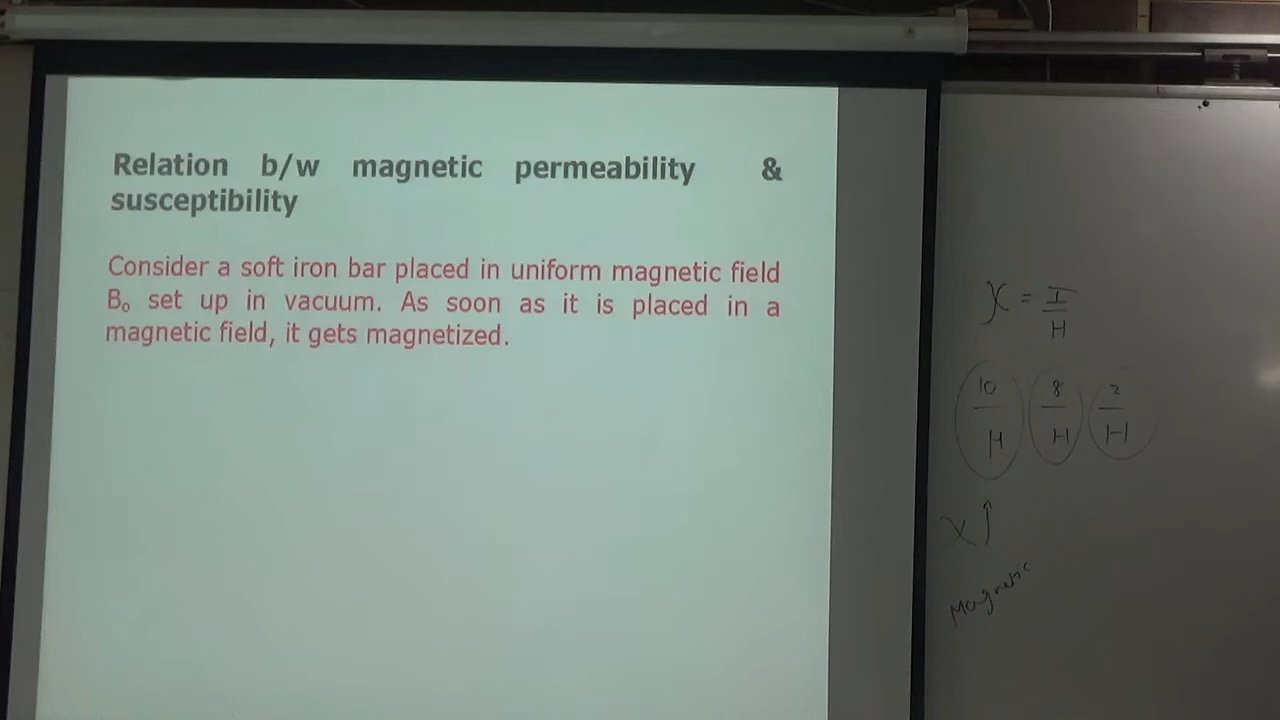 Relation b/w magnetic permeability &
susceptibility
Consider a soft iron bar placed in uniform magnetic field
B₀ set up in vacuum. As soon as it is placed in a
magnetic field, it gets magnetized.
χ = I/H
10/H 8/H 2/H
χ↑
Magnetic